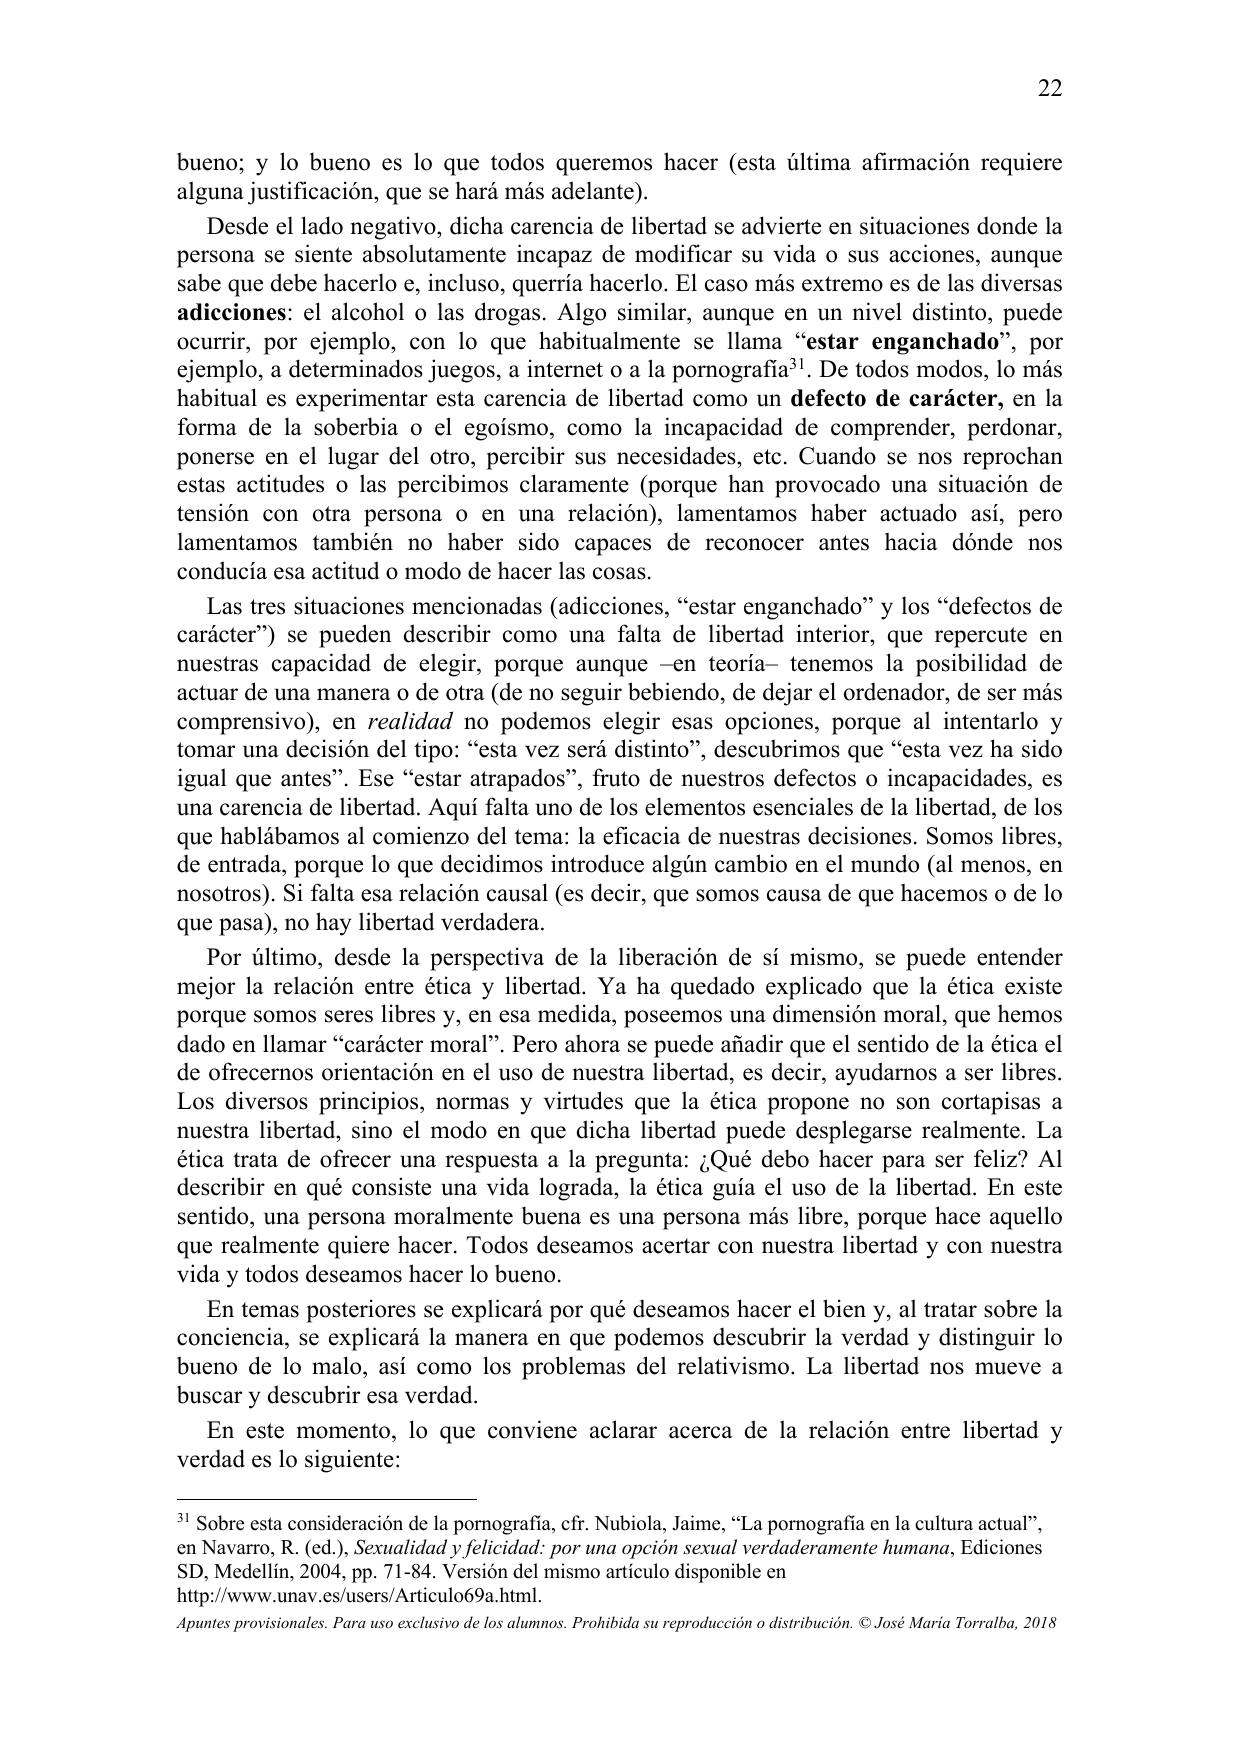 22
bueno; y lo bueno es lo que todos queremos hacer (esta última afirmación requiere
alguna justificación, que se hará más adelante).
Desde el lado negativo, dicha carencia de libertad se advierte en situaciones donde la
persona se siente absolutamente incapaz de modificar su vida o sus acciones, aunque
sabe que debe hacerlo e, incluso, querría hacerlo. El caso más extremo es de las diversas
adicciones: el alcohol o las drogas. Algo similar, aunque en un nivel distinto, puede
ocurrir, por ejemplo, con lo que habitualmente se llama “estar enganchado”, por
ejemplo, a determinados juegos, a internet o a la pornografía31. De todos modos, lo más
habitual es experimentar esta carencia de libertad como un defecto de carácter, en la
forma de la soberbia o el egoísmo, como la incapacidad de comprender, perdonar,
ponerse en el lugar del otro, percibir sus necesidades, etc. Cuando se nos reprochan
estas actitudes o las percibimos claramente (porque han provocado una situación de
tensión con otra persona o en una relación), lamentamos haber actuado así, pero
lamentamos también no haber sido capaces de reconocer antes hacia dónde nos
conducía esa actitud o modo de hacer las cosas.
Las tres situaciones mencionadas (adicciones, “estar enganchado” y los “defectos de
carácter”) se pueden describir como una falta de libertad interior, que repercute en
nuestras capacidad de elegir, porque aunque –en teoría– tenemos la posibilidad de
actuar de una manera o de otra (de no seguir bebiendo, de dejar el ordenador, de ser más
comprensivo), en realidad no podemos elegir esas opciones, porque al intentarlo y
tomar una decisión del tipo: “esta vez será distinto”, descubrimos que “esta vez ha sido
igual que antes”. Ese “estar atrapados”, fruto de nuestros defectos o incapacidades, es
una carencia de libertad. Aquí falta uno de los elementos esenciales de la libertad, de los
que hablábamos al comienzo del tema: la eficacia de nuestras decisiones. Somos libres,
de entrada, porque lo que decidimos introduce algún cambio en el mundo (al menos, en
nosotros). Si falta esa relación causal (es decir, que somos causa de que hacemos o de lo
que pasa), no hay libertad verdadera.
Por último, desde la perspectiva de la liberación de sí mismo, se puede entender
mejor la relación entre ética y libertad. Ya ha quedado explicado que la ética existe
porque somos seres libres y, en esa medida, poseemos una dimensión moral, que hemos
dado en llamar “carácter moral”. Pero ahora se puede añadir que el sentido de la ética el
de ofrecernos orientación en el uso de nuestra libertad, es decir, ayudarnos a ser libres.
Los diversos principios, normas y virtudes que la ética propone no son cortapisas a
nuestra libertad, sino el modo en que dicha libertad puede desplegarse realmente. La
ética trata de ofrecer una respuesta a la pregunta: ¿Qué debo hacer para ser feliz? Al
describir en qué consiste una vida lograda, la ética guía el uso de la libertad. En este
sentido, una persona moralmente buena es una persona más libre, porque hace aquello
que realmente quiere hacer. Todos deseamos acertar con nuestra libertad y con nuestra
vida y todos deseamos hacer lo bueno.
En temas posteriores se explicará por qué deseamos hacer el bien y, al tratar sobre la
conciencia, se explicará la manera en que podemos descubrir la verdad y distinguir lo
bueno de lo malo, así como los problemas del relativismo. La libertad nos mueve a
buscar y descubrir esa verdad.
En este momento, lo que conviene aclarar acerca de la relación entre libertad y
verdad es lo siguiente:
31 Sobre esta consideración de la pornografía, cfr. Nubiola, Jaime, “La pornografía en la cultura actual”,
en Navarro, R. (ed.), Sexualidad y felicidad: por una opción sexual verdaderamente humana, Ediciones
SD, Medellín, 2004, pp. 71-84. Versión del mismo artículo disponible en
http://www.unav.es/users/Articulo69a.html.
Apuntes provisionales. Para uso exclusivo de los alumnos. Prohibida su reproducción o distribución. © José María Torralba, 2018